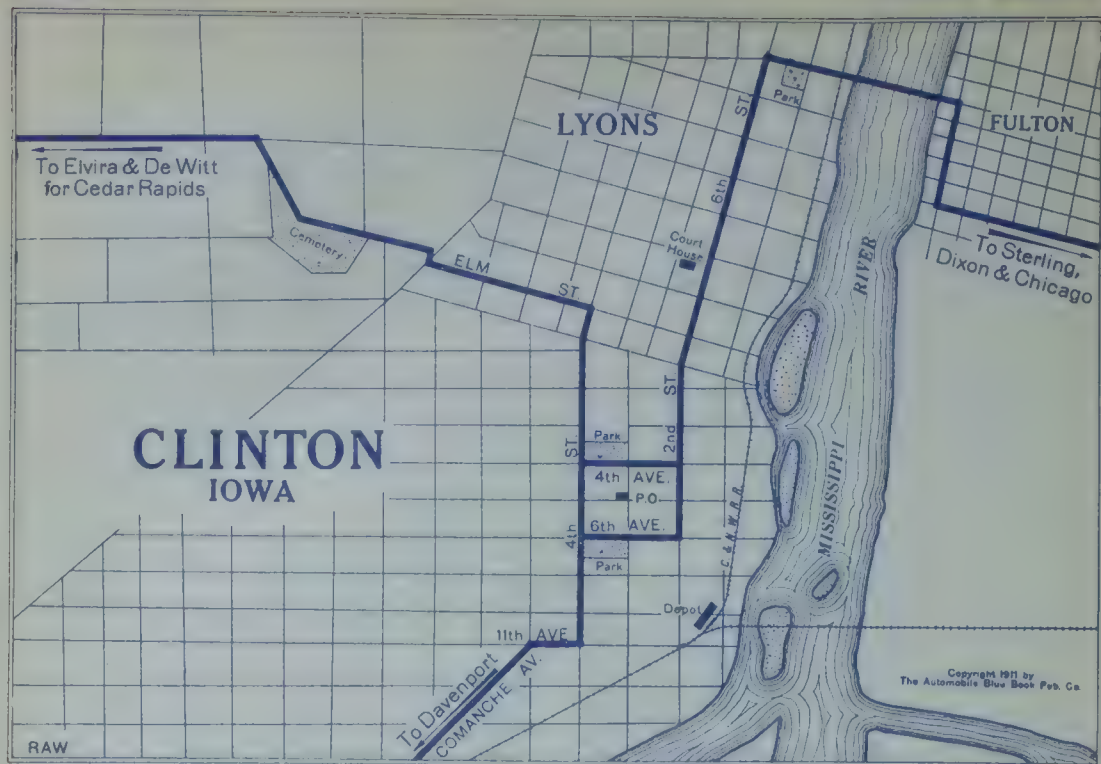 LYONS
FULTON
Park
6th ST.
To Elvira & De Witt
for Cedar Rapids
Cemetery
ELM ST.
Court
House
To Sterling,
Dixon & Chicago
MISSISSIPPI RIVER
CLINTON
IOWA
2nd ST.
4th ST.
Park
4th AVE.
P.O.
6th AVE.
Park
C. & N. W. R. R.
Depot
11th AVE
To Davenport
COMANCHE AV.
Copyright 1911 by
The Automobile Blue Book Pub. Co.
RAW